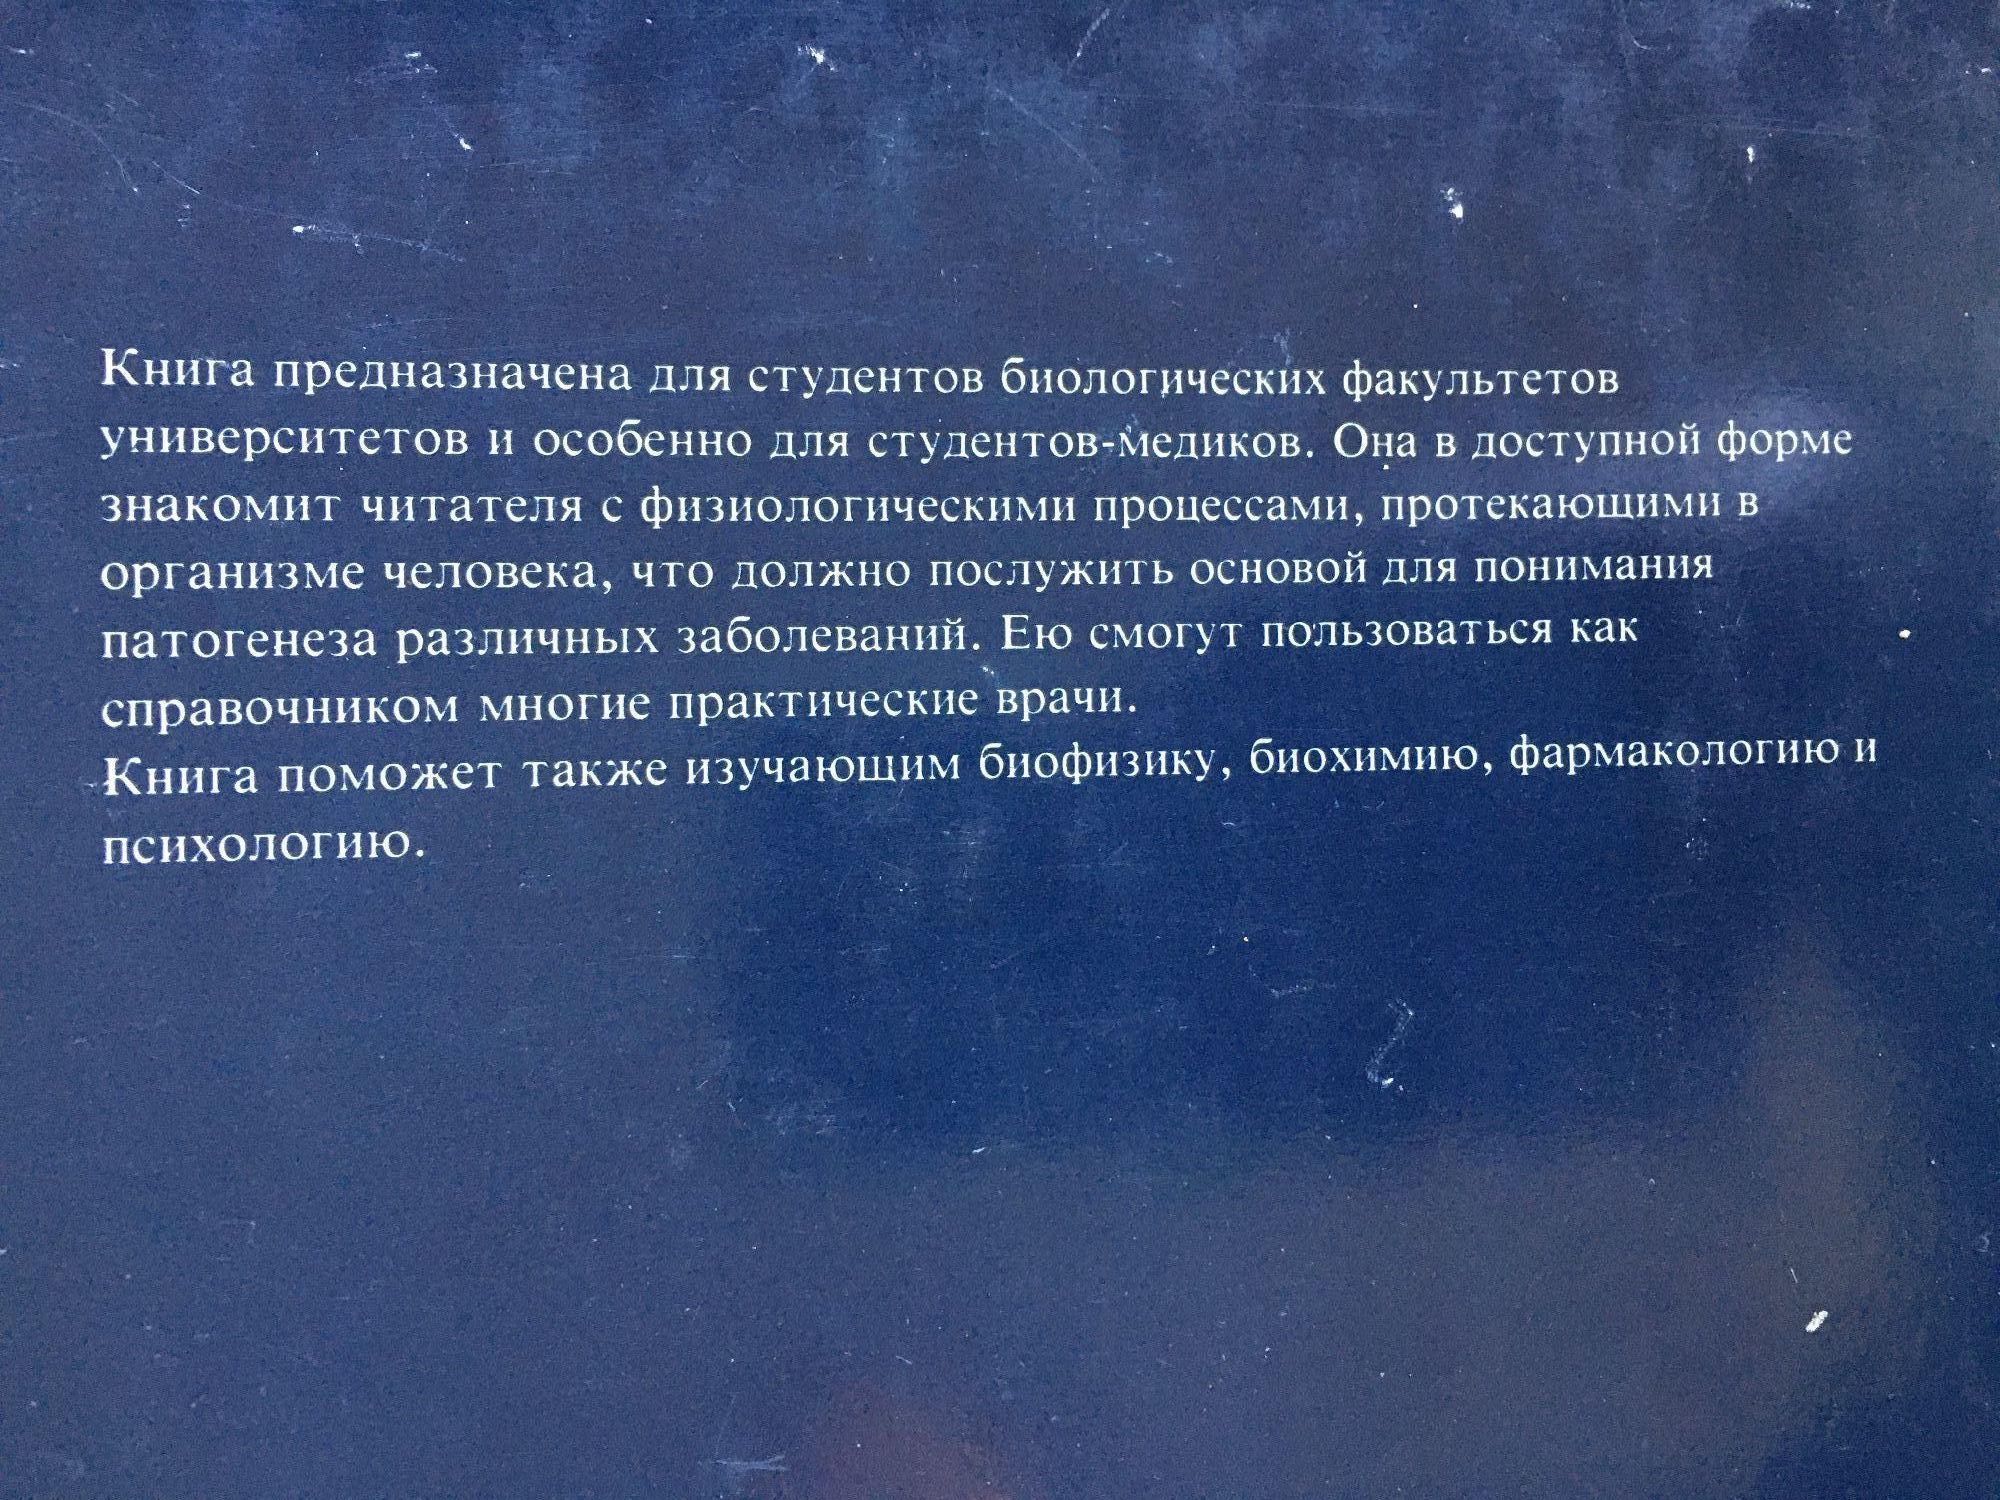 Книга предназначена для студентов биологических факультетов
университетов и особенно для студентов-медиков. Она в доступной форме
знакомит читателя с физиологическими процессами, протекающими в
организме человека, что должно послужить основой для понимания
патогенеза различных заболеваний. Ею смогут пользоваться как
справочником многие практические врачи.
Книга поможет также изучающим биофизику, биохимию, фармакологию и
психологию.